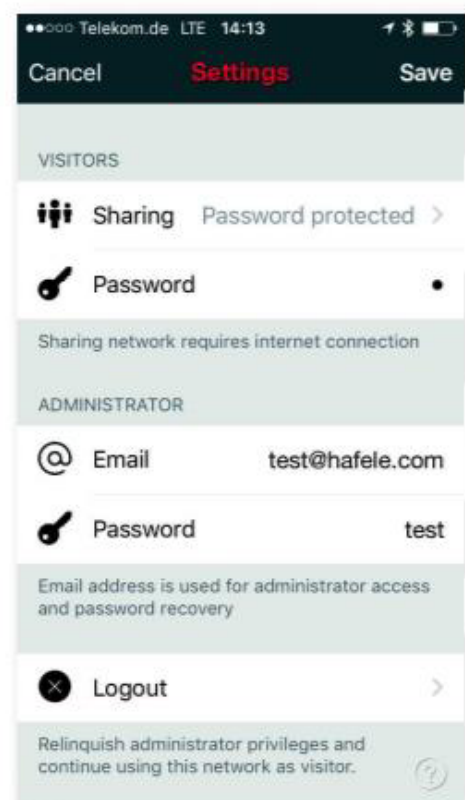 Telekom.de LTE 14:13
Cancel Settings Save
VISITORS
Sharing Password protected >
Password •
Sharing network requires internet connection
ADMINISTRATOR
@ Email test@hafele.com
Password test
Email address is used for administrator access
and password recovery
Logout >
Relinquish administrator privileges and
continue using this network as visitor.
?